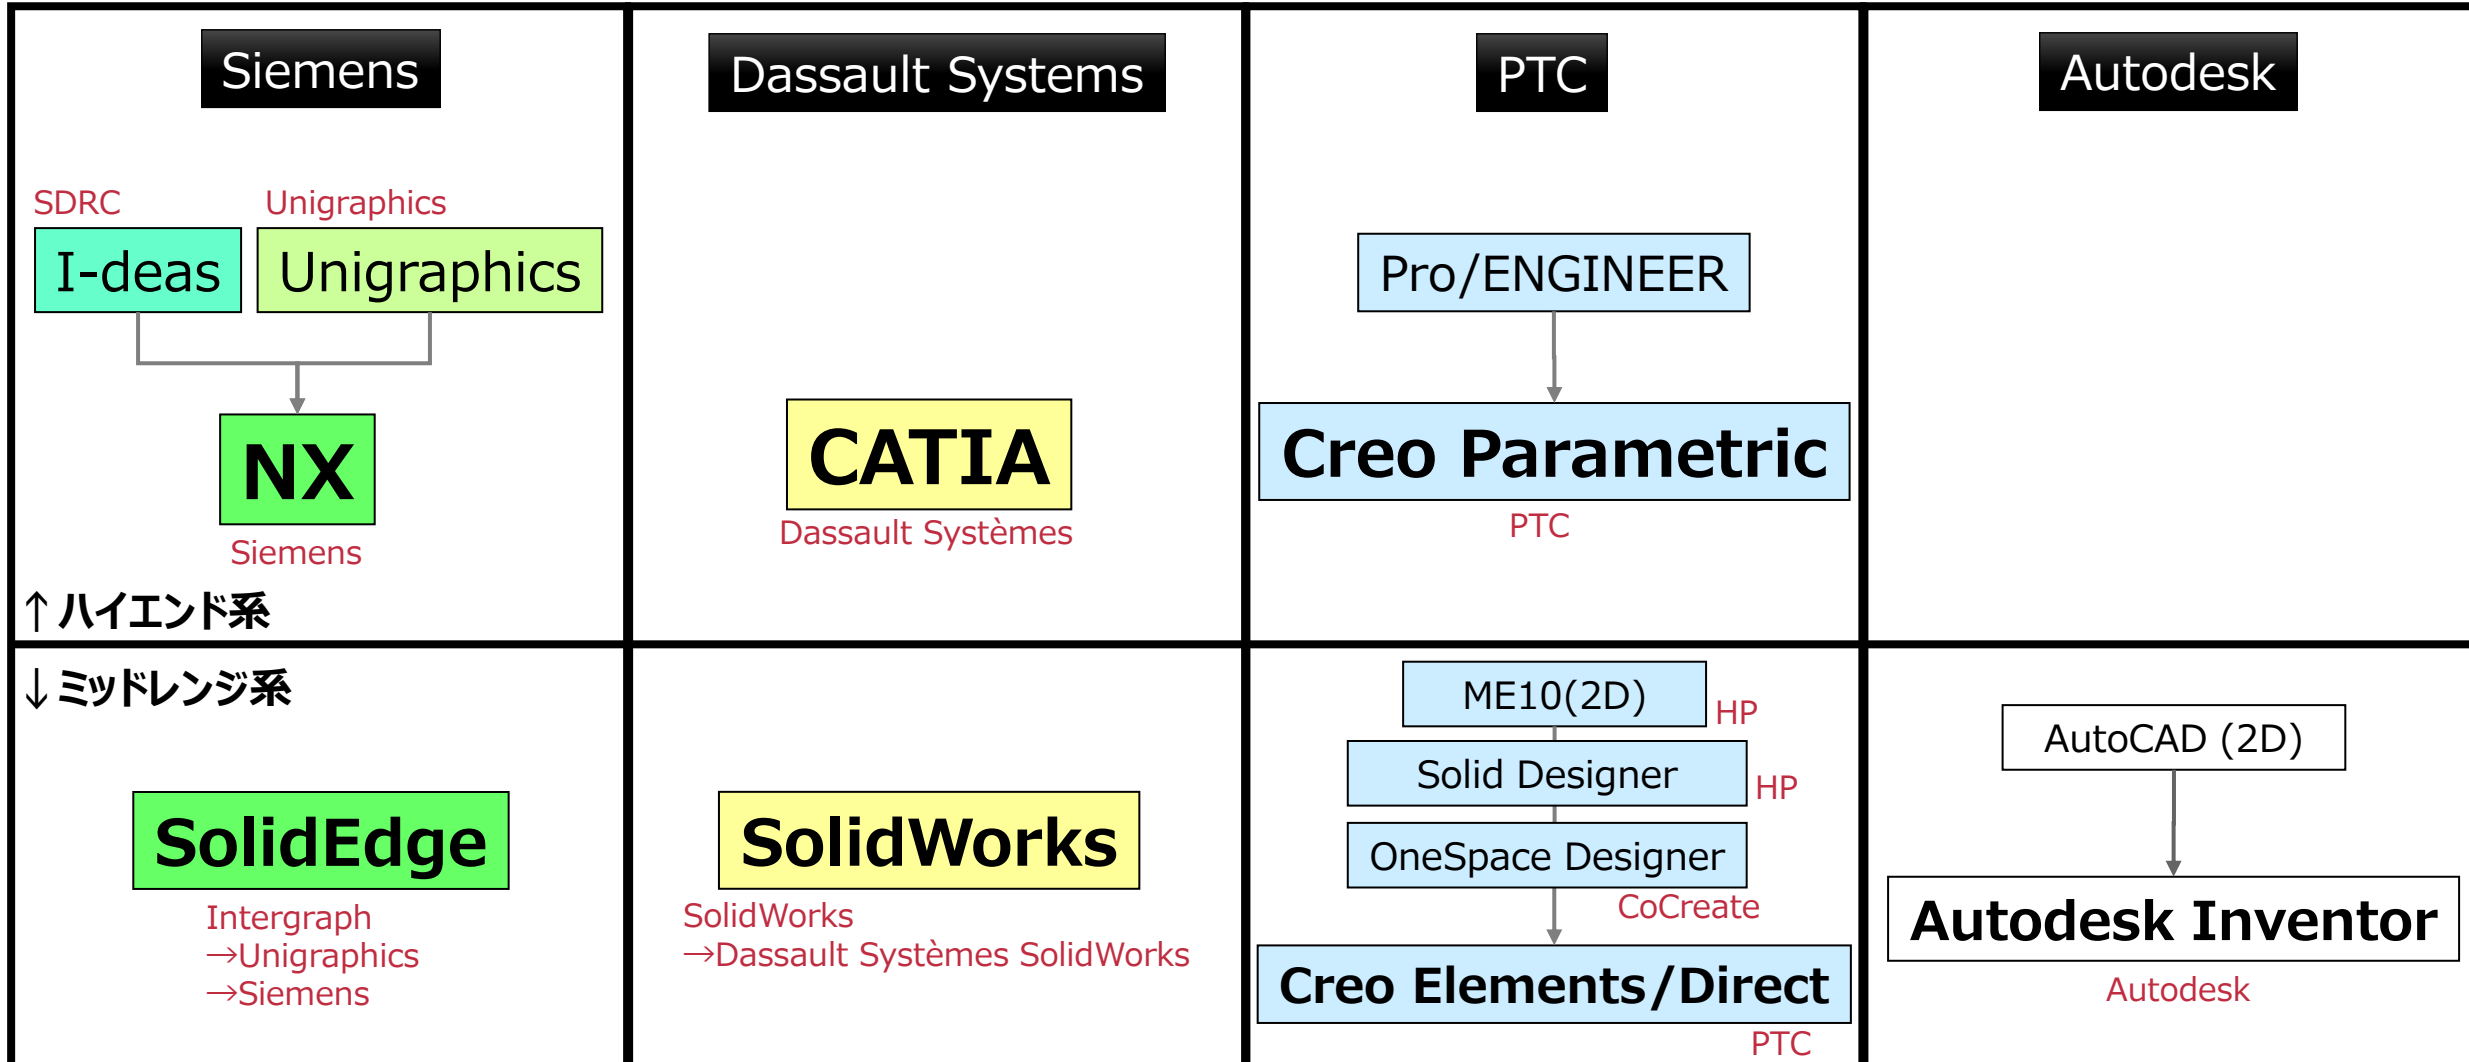 Siemens
Dassault Systems
PTC
Autodesk
SDRC
Unigraphics
I-deas
Unigraphics
NX
Siemens
CATIA
Dassault Systèmes
Pro/ENGINEER
Creo Parametric
PTC
↑ハイエンド系
↓ミッドレンジ系
SolidEdge
Intergraph
→Unigraphics
→Siemens
SolidWorks
SolidWorks
→Dassault Systèmes SolidWorks
ME10(2D)
HP
Solid Designer
HP
OneSpace Designer
CoCreate
Creo Elements/Direct
PTC
AutoCAD (2D)
Autodesk Inventor
Autodesk